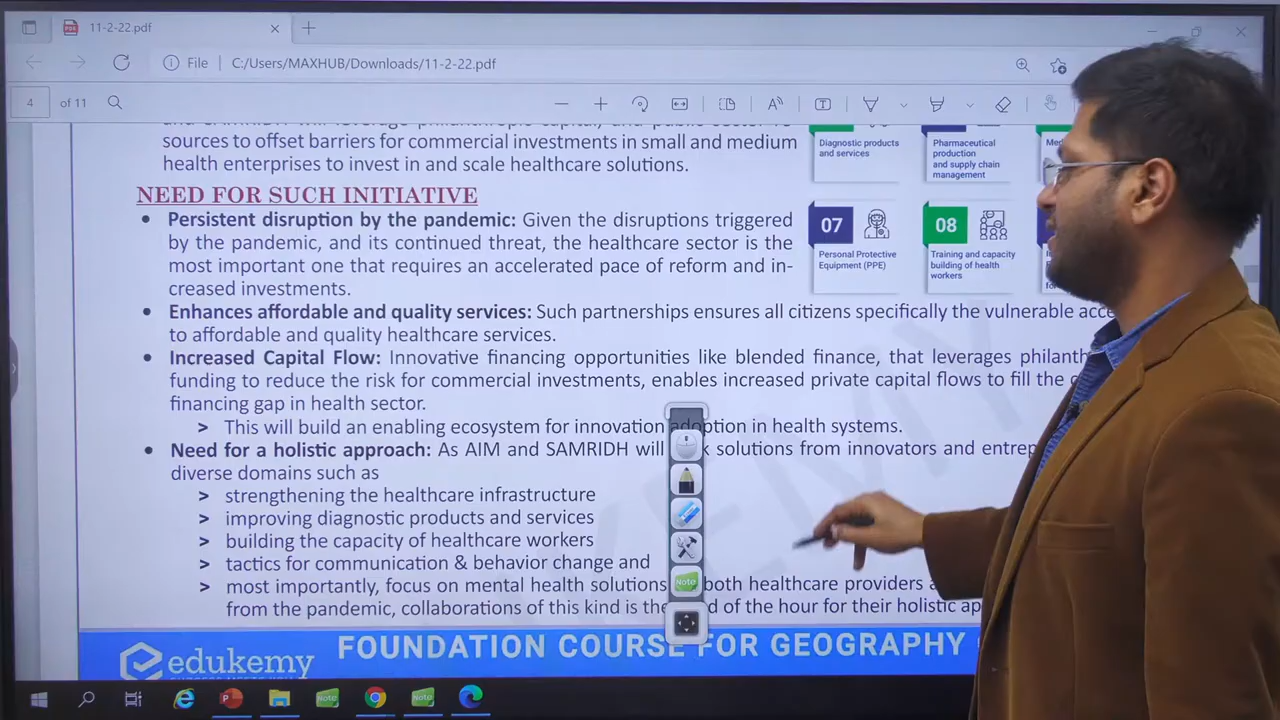 11-2-22.pdf
File
C:/Users/MAXHUB/Downloads/11-2-22.pdf
4 of 11
sources to offset barriers for commercial investments in small and medium
health enterprises to invest in and scale healthcare solutions.
Diagnostic products
and services
Pharmaceutical
production
and supply chain
management
NEED FOR SUCH INITIATIVE
• Persistent disruption by the pandemic: Given the disruptions triggered
by the pandemic, and its continued threat, the healthcare sector is the
most important one that requires an accelerated pace of reform and in-
creased investments.
07
Personal Protective
Equipment (PPE)
08
Training and capacity
building of health
workers
• Enhances affordable and quality services: Such partnerships ensures all citizens specifically the vulnerable
to affordable and quality healthcare services.
• Increased Capital Flow: Innovative financing opportunities like blended finance, that leverages
funding to reduce the risk for commercial investments, enables increased private capital flows to fill the
financing gap in health sector.
➤ This will build an enabling ecosystem for innovation adoption in health systems.
• Need for a holistic approach: As AIM and SAMRIDH will solutions from innovators and
diverse domains such as
➤ strengthening the healthcare infrastructure
➤ improving diagnostic products and services
➤ building the capacity of healthcare workers
➤ tactics for communication & behavior change and
➤ most importantly, focus on mental health solutions both healthcare providers
from the pandemic, collaborations of this kind is the of the hour for their holistic
Note
edukemy
FOUNDATION COURSE FOR GEOGRAPHY
Note
Note